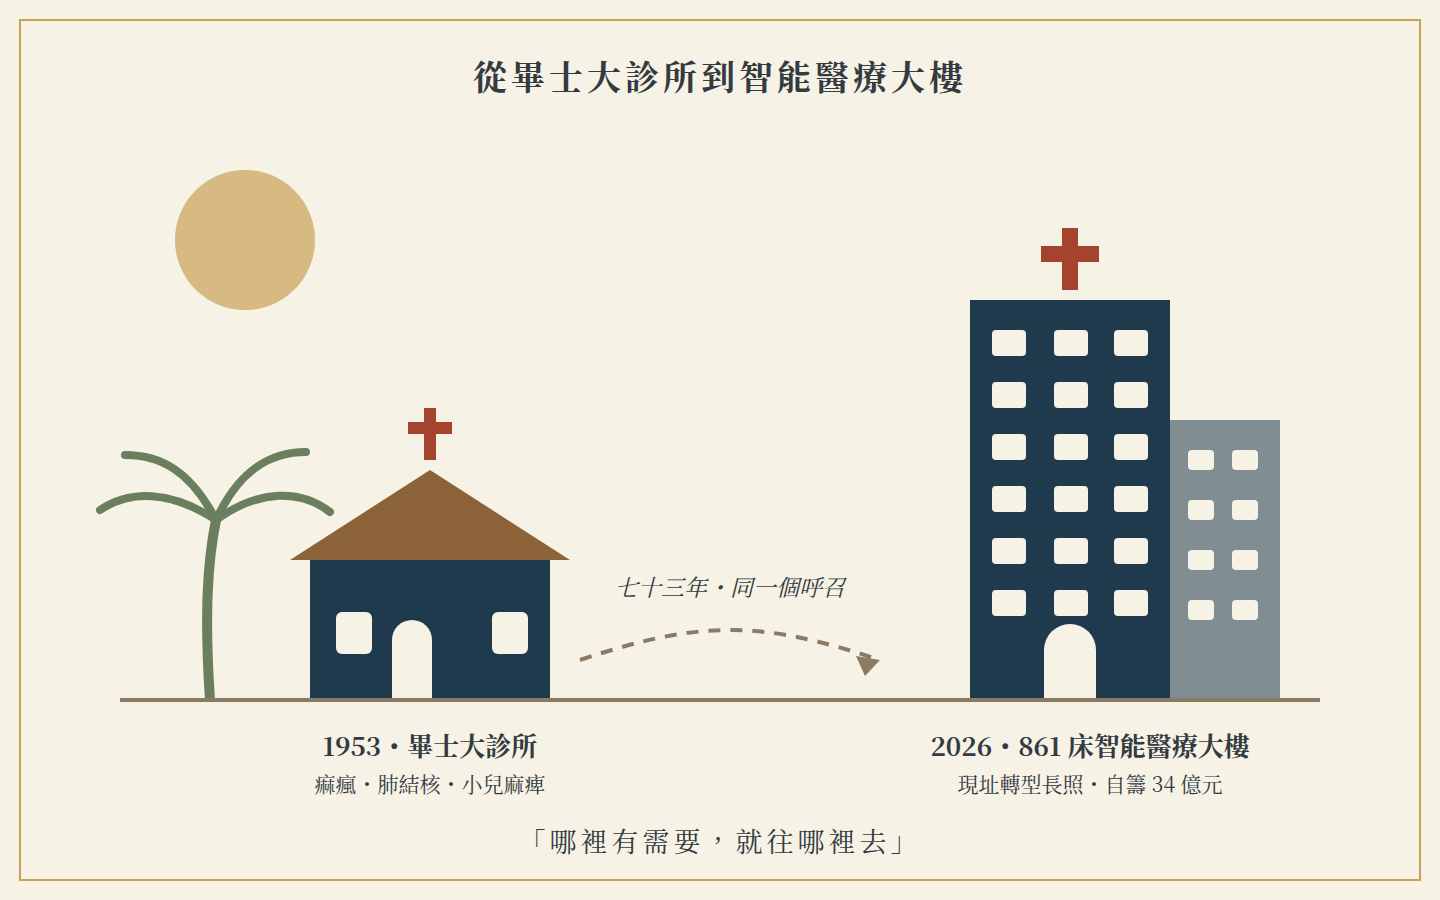 從畢士大診所到智能醫療大樓
七十三年・同一個呼召
1953・畢士大診所
痲瘋・肺結核・小兒麻痺
2026・861 床智能醫療大樓
現址轉型長照・自籌 34 億元
「哪裡有需要，就往哪裡去」